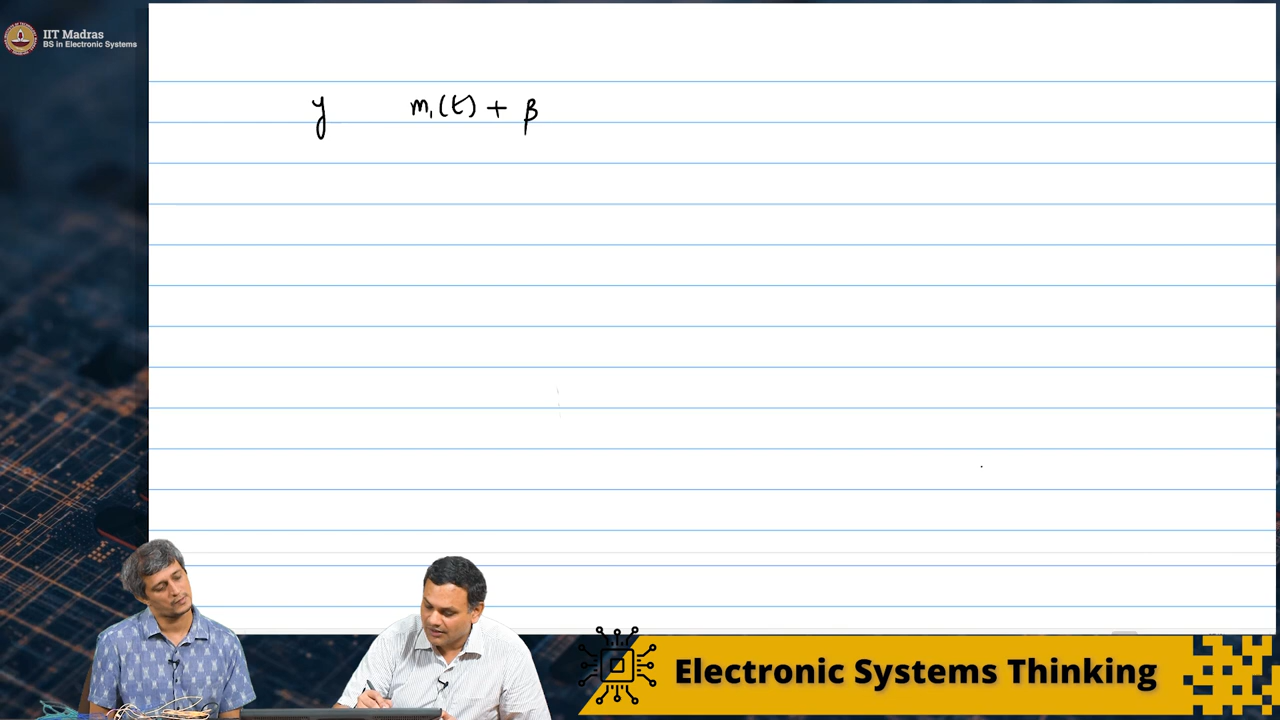 IIT Madras
BS in Electronic Systems
y m₁(t) + β
Electronic Systems Thinking